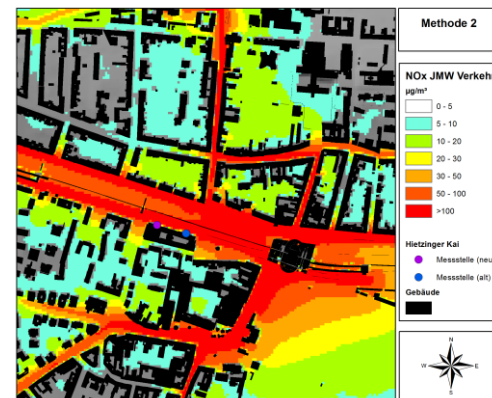 Methode 2
NOx JMW Verkehr
µg/m³
0 - 5
5 - 10
10 - 20
20 - 30
30 - 50
50 - 100
>100
Hietzinger Kai
Messstelle (neu
Messstelle (alt)
Gebäude
N
W E
S